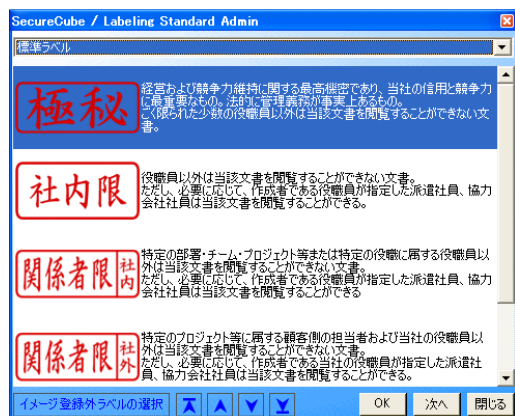 SecureCube / Labeling Standard Admin
標準ラベル
極秘
経営および競争力維持に関する最高機密であり、当社の信用と競争力
に最重要なもの。法的に管理義務が事実上あるもの。
ごく限られた少数の役職員以外は当該文書を閲覧することができない文
書。
社内限
役職員以外は当該文書を閲覧することができない文書。
ただし、必要に応じて、作成者である役職員が指定した派遣社員、協力
会社社員は当該文書を閲覧することができる。
関係者限 社内
特定の部署・チーム・プロジェクト等または特定の役職に属する役職員以
外は当該文書を閲覧することができない文書。
ただし、必要に応じて、作成者である役職員が指定した派遣社員、協力
会社社員は当該文書を閲覧することができる
関係者限 社外
特定のプロジェクト等に属する顧客側の担当者および当社の役職員以
外は当該文書を閲覧することができない文書。
ただし、必要に応じて、作成者である当社の役職員が指定した派遣社
員、協力会社社員は当該文書を閲覧することができる。
イメージ登録外ラベルの選択
OK
次へ
閉じる